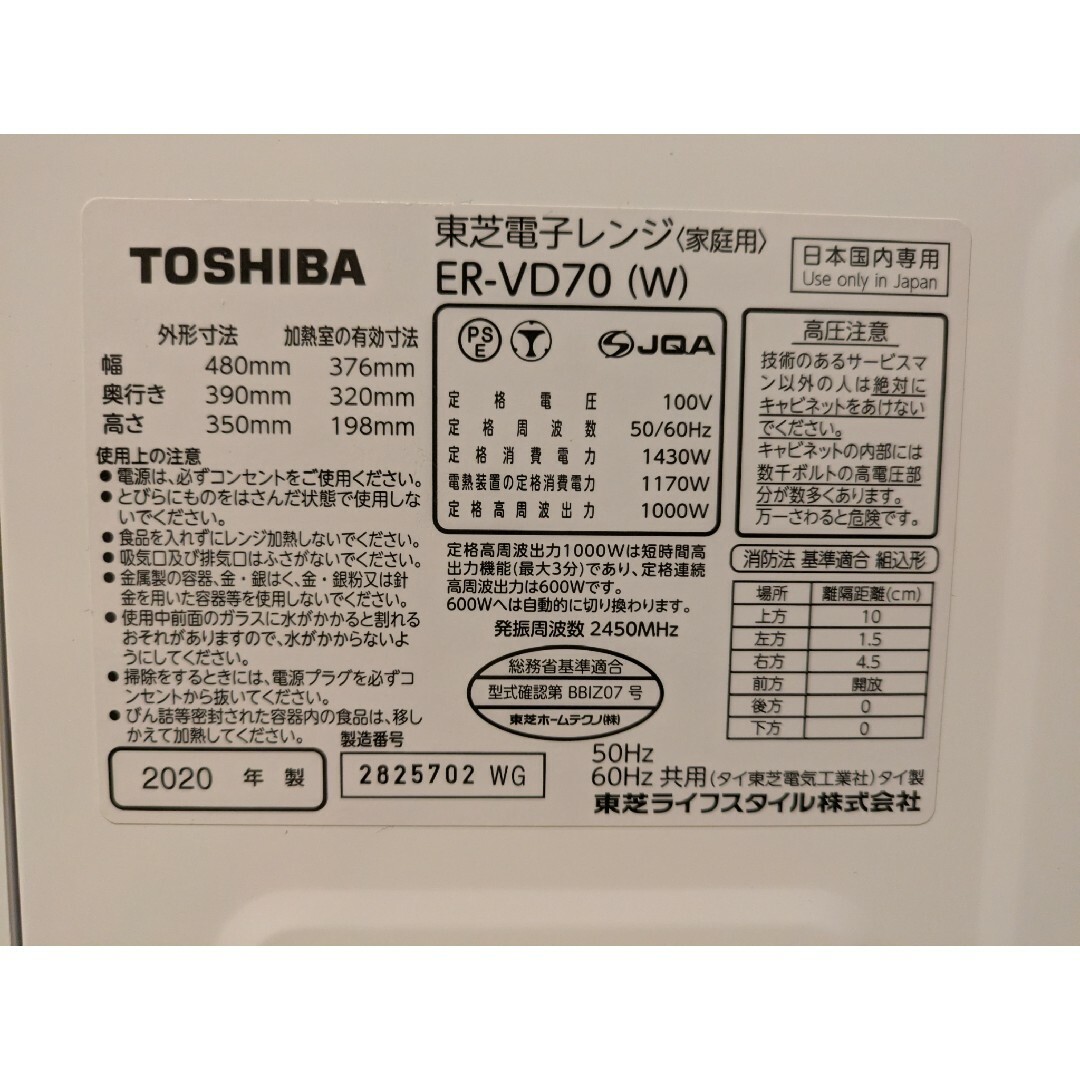 TOSHIBA
東芝電子レンジ〈家庭用〉
ER-VD70 (W)
日本国内専用
Use only in Japan
外形寸法 加熱室の有効寸法
幅 480mm 376mm
奥行き 390mm 320mm
高さ 350mm 198mm
使用上の注意
●電源は、必ずコンセントをご使用ください。
●とびらにものをはさんだ状態で使用しな
いでください。
●食品を入れずにレンジ加熱しないでください。
●吸気口及び排気口はふさがないでください。
●金属製の容器、金・銀はく、金・銀粉又は針
金を用いた容器等を使用しないでください。
●使用中前面のガラスに水がかかると割れる
おそれがありますので、水がかからないよ
うにしてください。
●掃除をするときには、電源プラグを必ずコ
ンセントから抜いてください。
●びん詰等密封された容器内の食品は、移し
かえて加熱してください。
2020 年 製
製造番号
2825702 WG
PS
E
JQA
定格電圧 100V
定格周波数 50/60Hz
定格消費電力 1430W
電熱装置の定格消費電力 1170W
定格高周波出力 1000W
定格高周波出力1000Wは短時間高
出力機能(最大3分)であり、定格連続
高周波出力は600Wです。
600Wへは自動的に切り換わります。
発振周波数 2450MHz
総務省基準適合
型式確認第 BBIZ07 号
東芝ホームテクノ(株)
高圧注意
技術のあるサービスマ
ン以外の人は絶対に
キャビネットをあけない
でください。
キャビネットの内部には
数千ボルトの高電圧部
分が数多くあります。
万一さわると危険です。
消防法 基準適合 組込形
場所 離隔距離(cm)
上方 10
左方 1.5
右方 4.5
前方 開放
後方 0
下方 0
50Hz
60Hz 共用(タイ東芝電気工業社)タイ製
東芝ライフスタイル株式会社